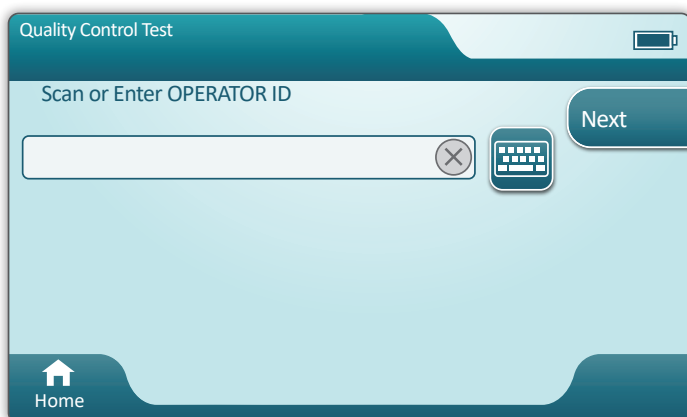 Quality Control Test
Scan or Enter OPERATOR ID
Next
Home